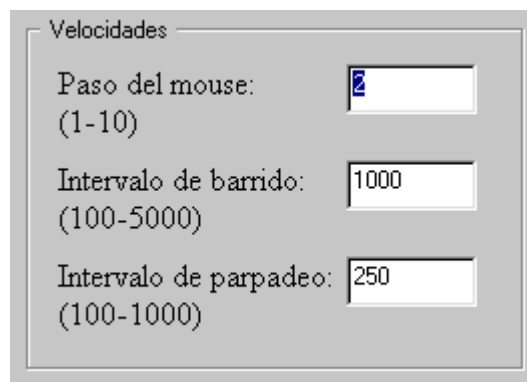 Velocidades
Paso del mouse: 2
(1-10)
Intervalo de barrido: 1000
(100-5000)
Intervalo de parpadeo: 250
(100-1000)